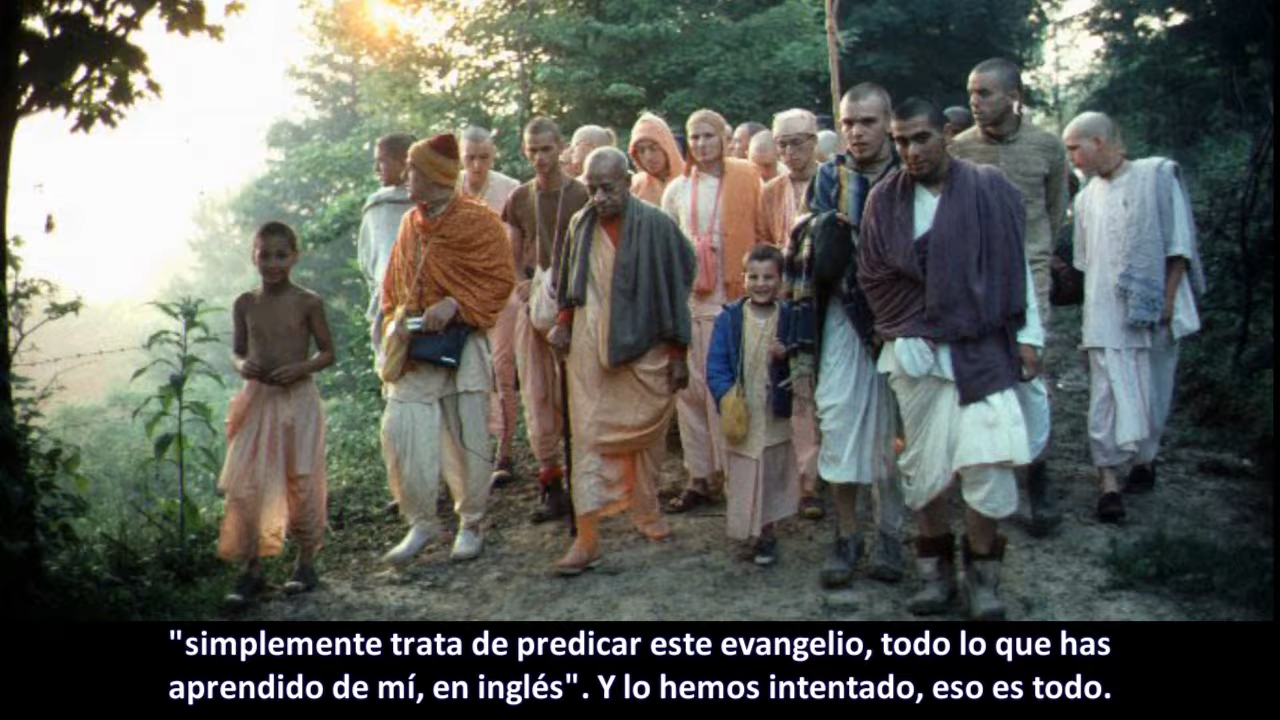 "simplemente trata de predicar este evangelio, todo lo que has
aprendido de mí, en inglés". Y lo hemos intentado, eso es todo.